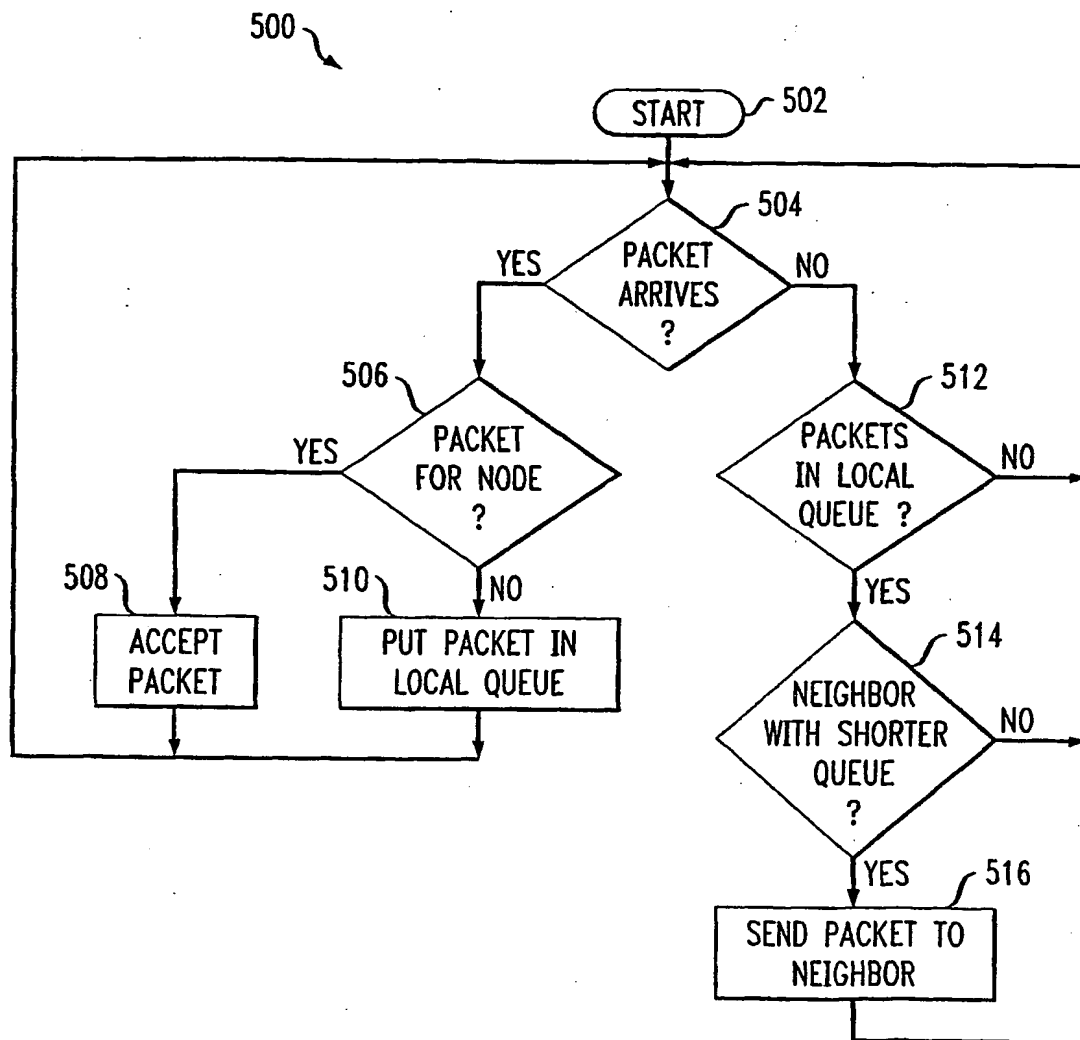 500
START
502
504
PACKET
ARRIVES
?
YES
NO
506
PACKET
FOR NODE
?
YES
NO
512
PACKETS
IN LOCAL
QUEUE ?
NO
YES
508
ACCEPT
PACKET
510
PUT PACKET IN
LOCAL QUEUE
514
NEIGHBOR
WITH SHORTER
QUEUE
?
NO
YES
516
SEND PACKET TO
NEIGHBOR